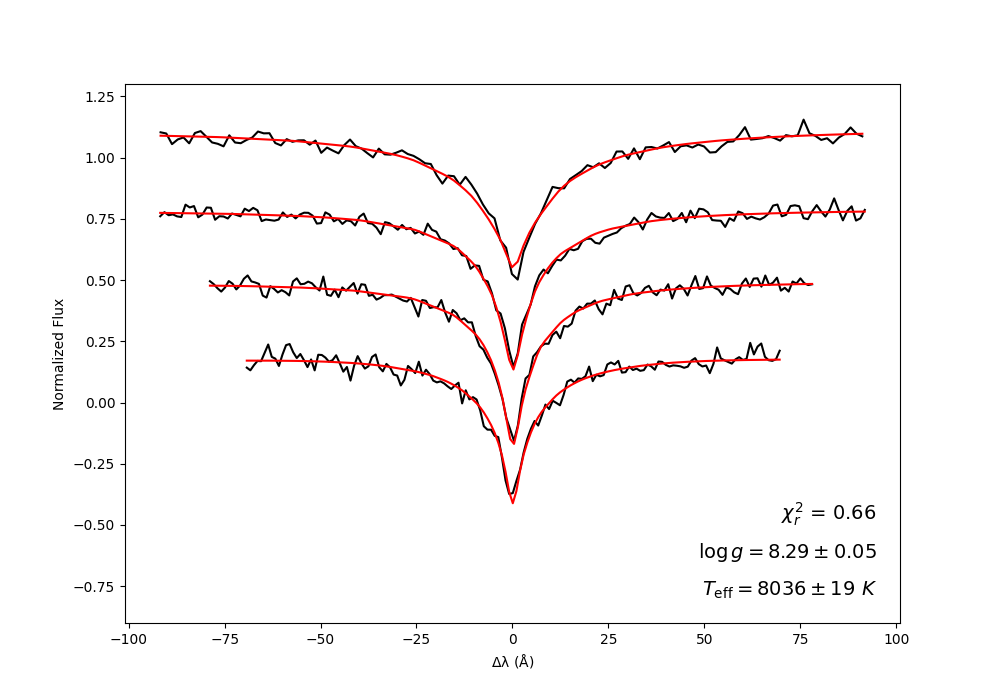 1.25
1.00
0.75
0.50
0.25
0.00
−0.25
−0.50
−0.75
Normalized Flux
χ²ᵣ = 0.66
log g = 8.29 ± 0.05
T_eff = 8036 ± 19 K
−100 −75 −50 −25 0 25 50 75 100
Δλ (Å)